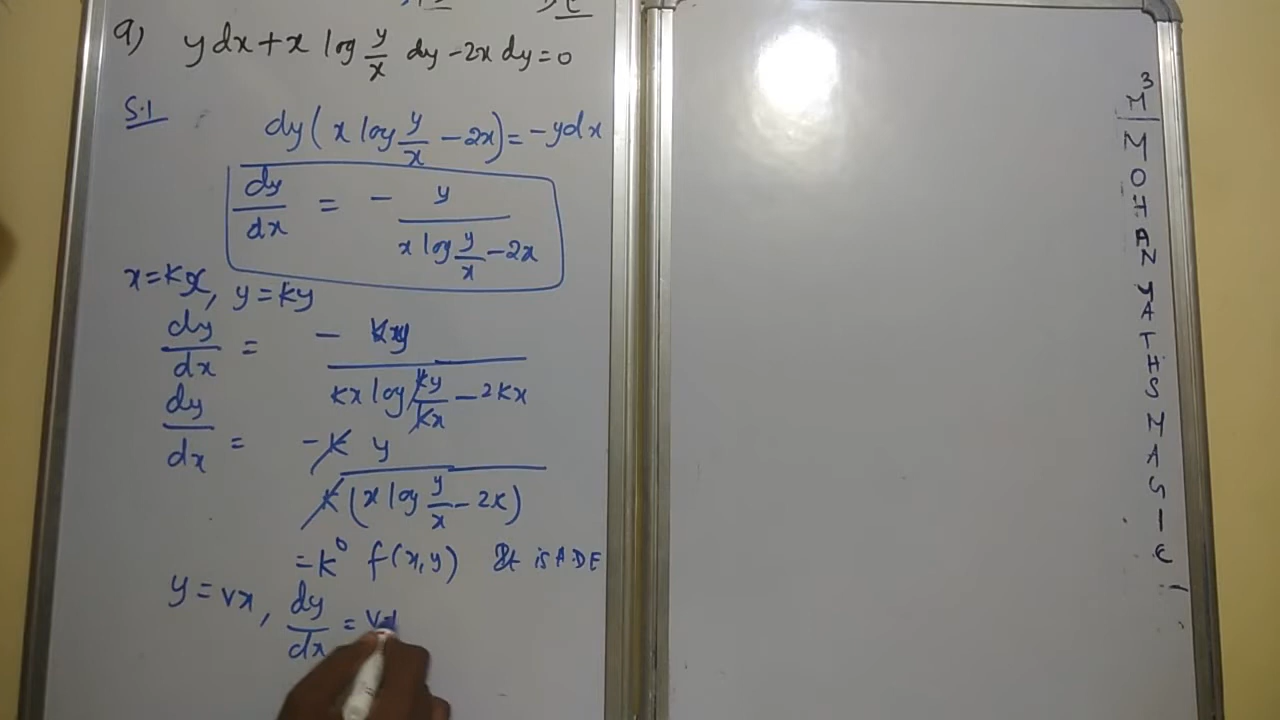 9) y dx + x log y/x dy - 2x dy = 0
S.1
dy (x log y/x - 2x) = - y dx
dy/dx = - y / (x log y/x - 2x)
x = kx, y = ky
dy/dx = - ky / (kx log ky/kx - 2kx)
dy/dx = - k y / (k (x log y/x - 2x))
= k⁰ f(x, y) It is A D E
y = vx, dy/dx = v+
M³
MOHAN
MATHS
MAGIC